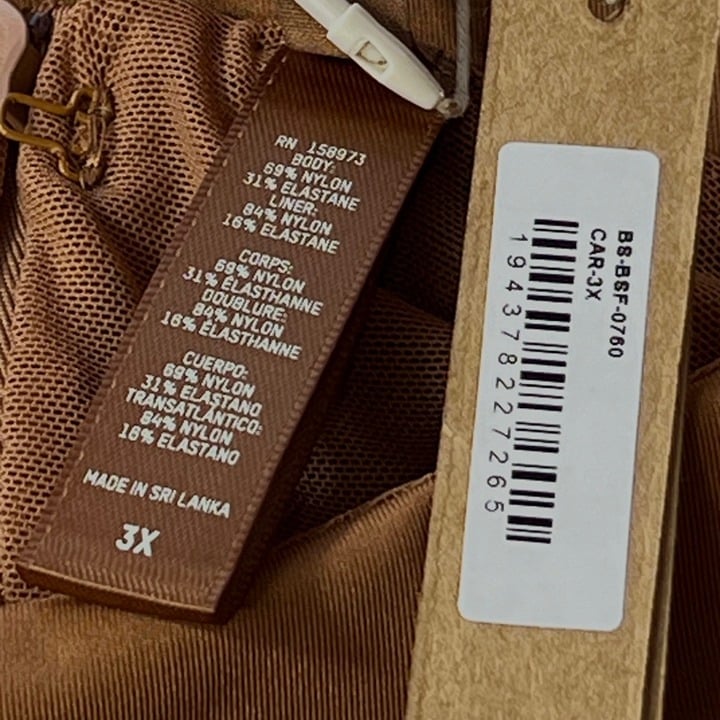 RN 158973
BODY:
69% NYLON
31% ELASTANE
LINER:
84% NYLON
16% ELASTANE
CORPS:
69% NYLON
31% ÉLASTHANNE
DOUBLURE:
84% NYLON
16% ÉLASTHANNE
CUERPO:
69% NYLON
31% ELASTANO
TRANSATLÁNTICO:
84% NYLON
16% ELASTANO
MADE IN SRI LANKA
3X
BS-BSF-0760
CAR-3X
194378227265